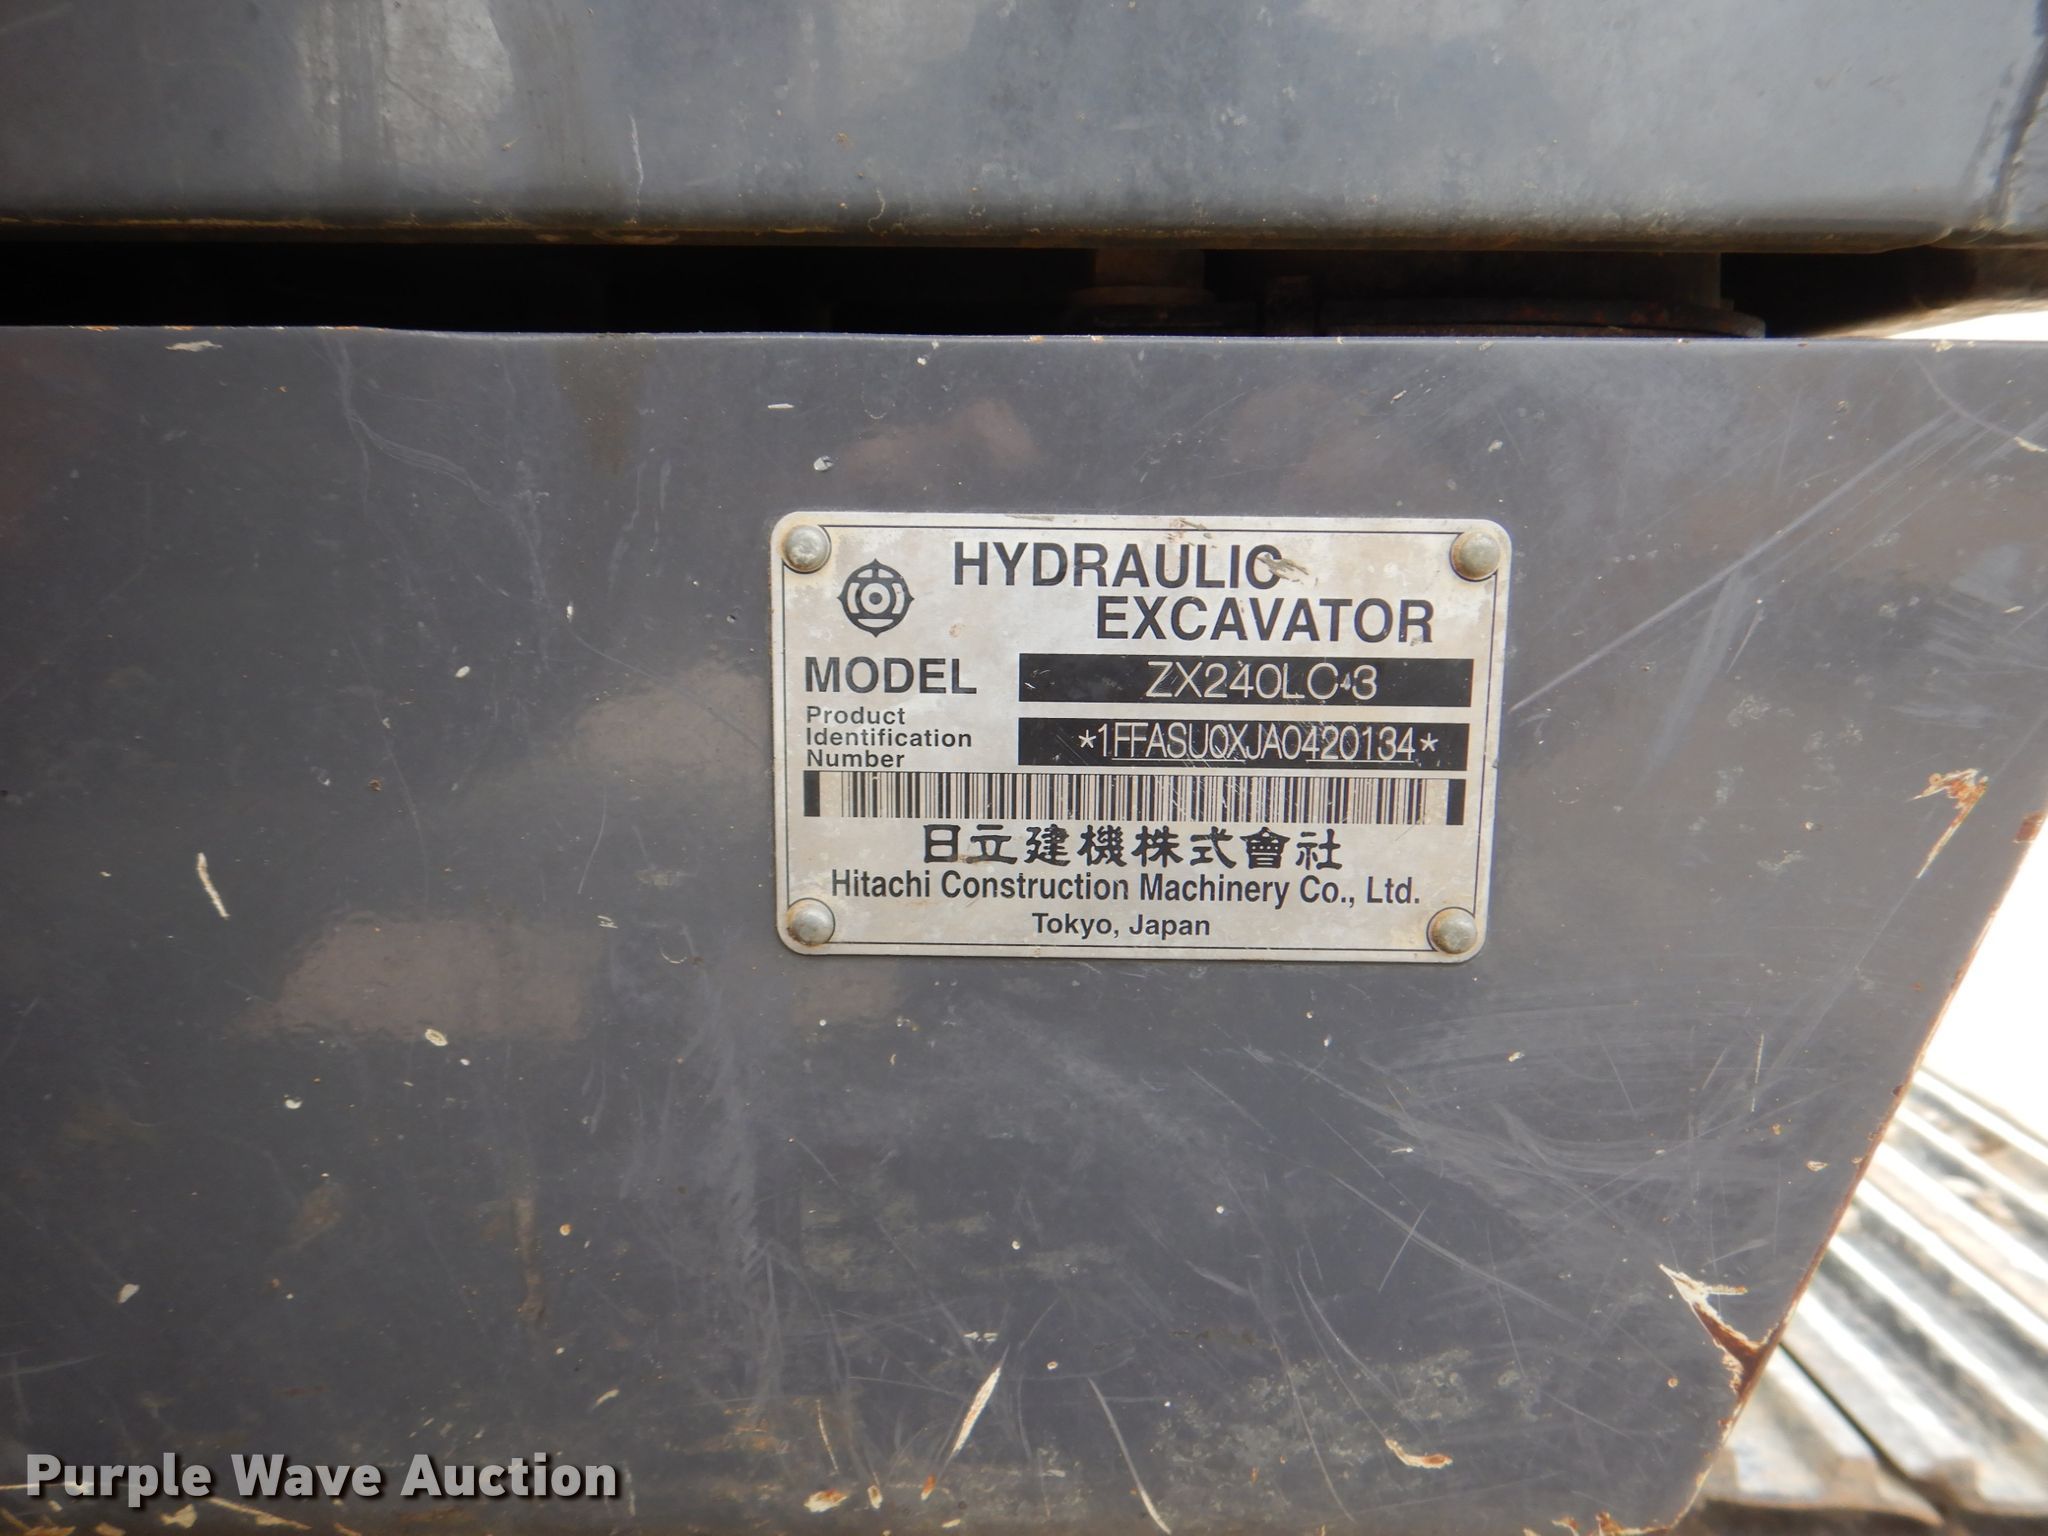 HYDRAULIC
EXCAVATOR
MODEL ZX240LC-3
Product
Identification
Number
*1FFASUQXJA0420134*
日立建機株式會社
Hitachi Construction Machinery Co., Ltd.
Tokyo, Japan
Purple Wave Auction